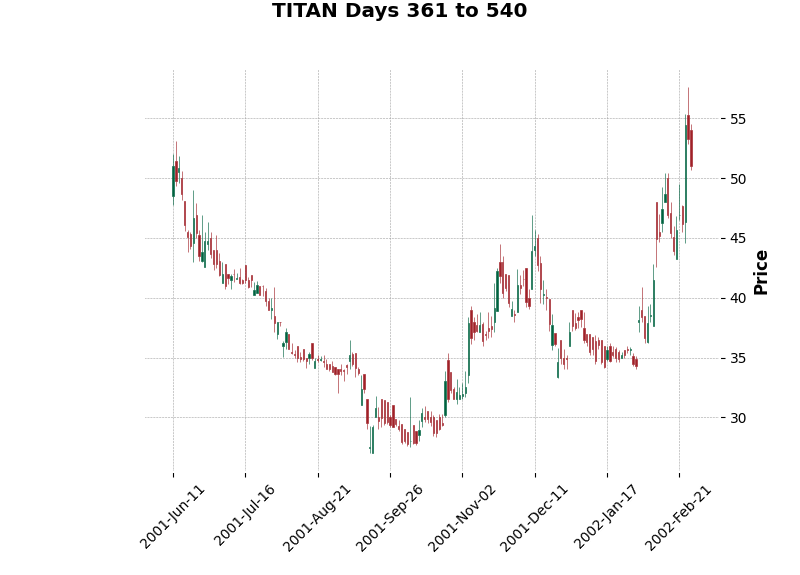 TITAN Days 361 to 540
55
50
45
40
35
30
Price
2001-Jun-11
2001-Jul-16
2001-Aug-21
2001-Sep-26
2001-Nov-02
2001-Dec-11
2002-Jan-17
2002-Feb-21